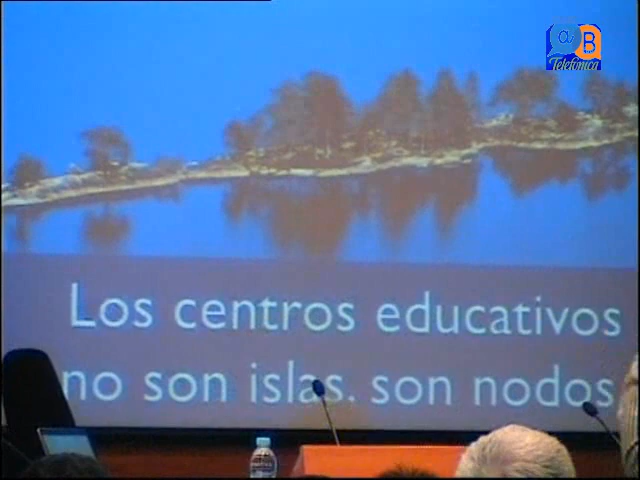 @
B
Telefónica
Los centros educativos
no son islas. son nodos